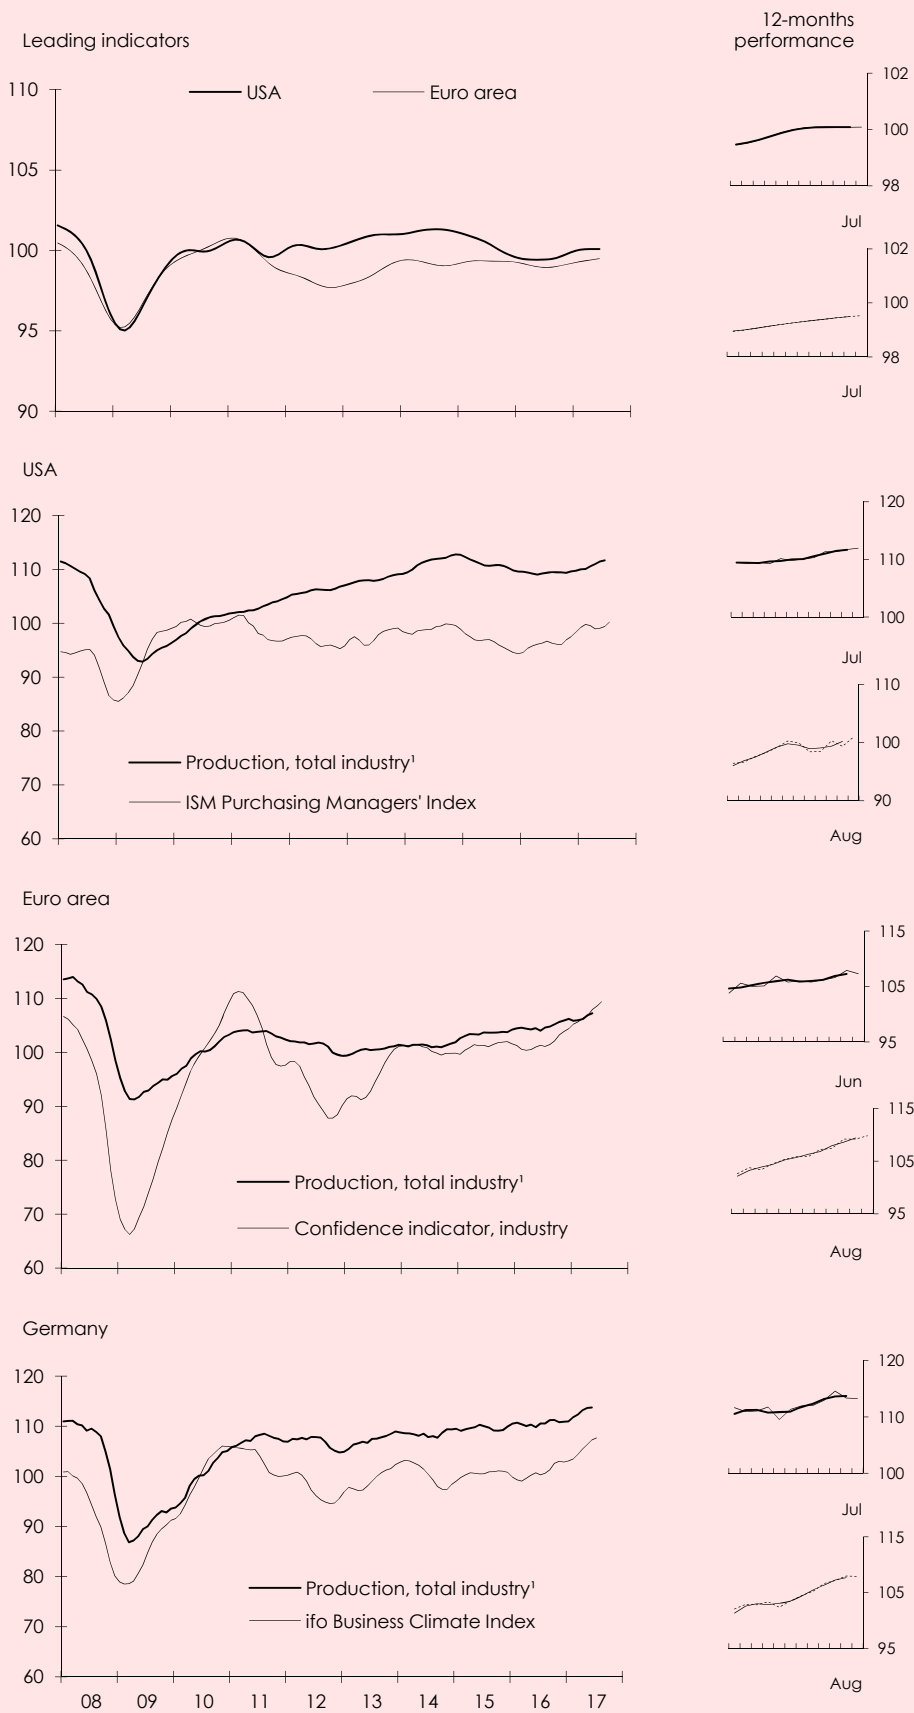 12-months
performance
Leading indicators
USA
Euro area
110
105
100
95
90
102
100
98
Jul
102
100
98
Jul
USA
120
110
100
90
80
70
60
Production, total industry¹
ISM Purchasing Managers' Index
120
110
100
Jul
110
100
90
Aug
Euro area
120
110
100
90
80
70
60
Production, total industry¹
Confidence indicator, industry
115
105
95
Jun
115
105
95
Aug
Germany
120
110
100
90
80
70
60
Production, total industry¹
ifo Business Climate Index
08 09 10 11 12 13 14 15 16 17
120
110
100
Jul
115
105
95
Aug